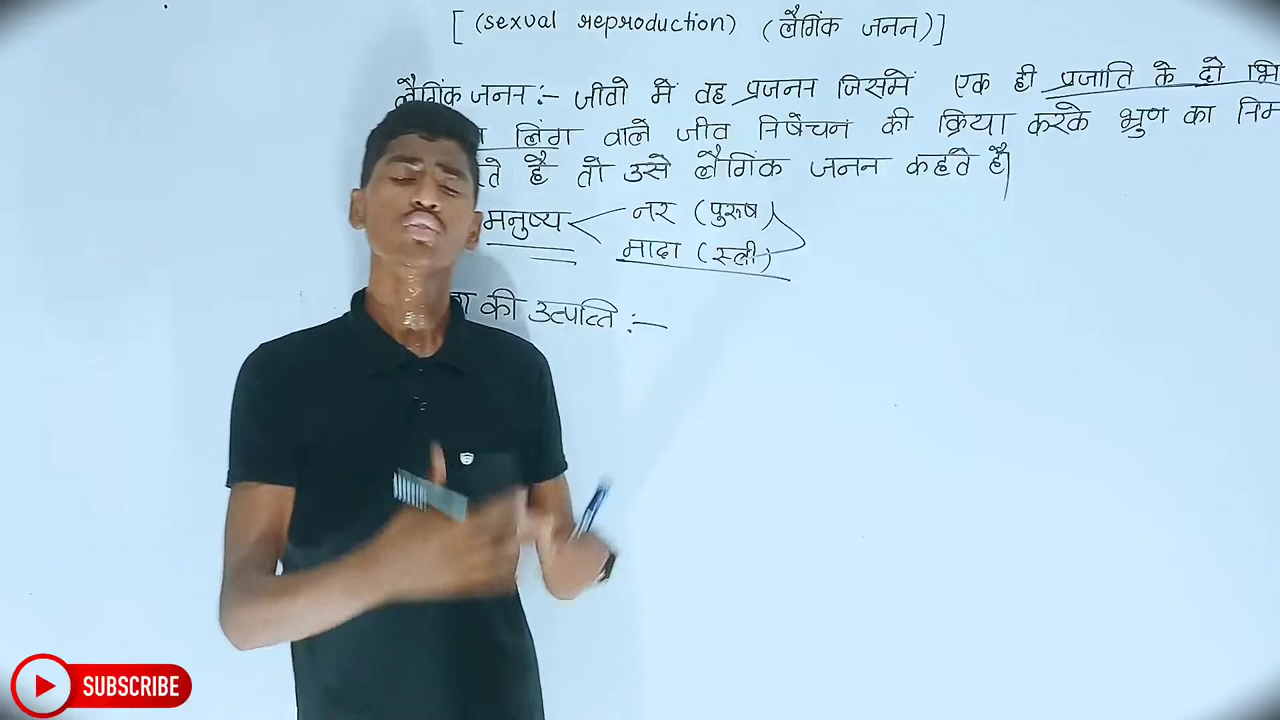 [ (sexual reproduction) (लैगिंक जनन)]
लैगिंक जनन:- जीवो में वह प्रजनन जिसमें एक ही प्रजाति के दो
लिंग वाले जीव निषेचन की क्रिया करके भ्रुण का
है तो उसे लैगिंक जनन कहते है|
मनुष्य नर (पुरुष)
मादा (स्त्री)
की उत्पत्ति :-
SUBSCRIBE